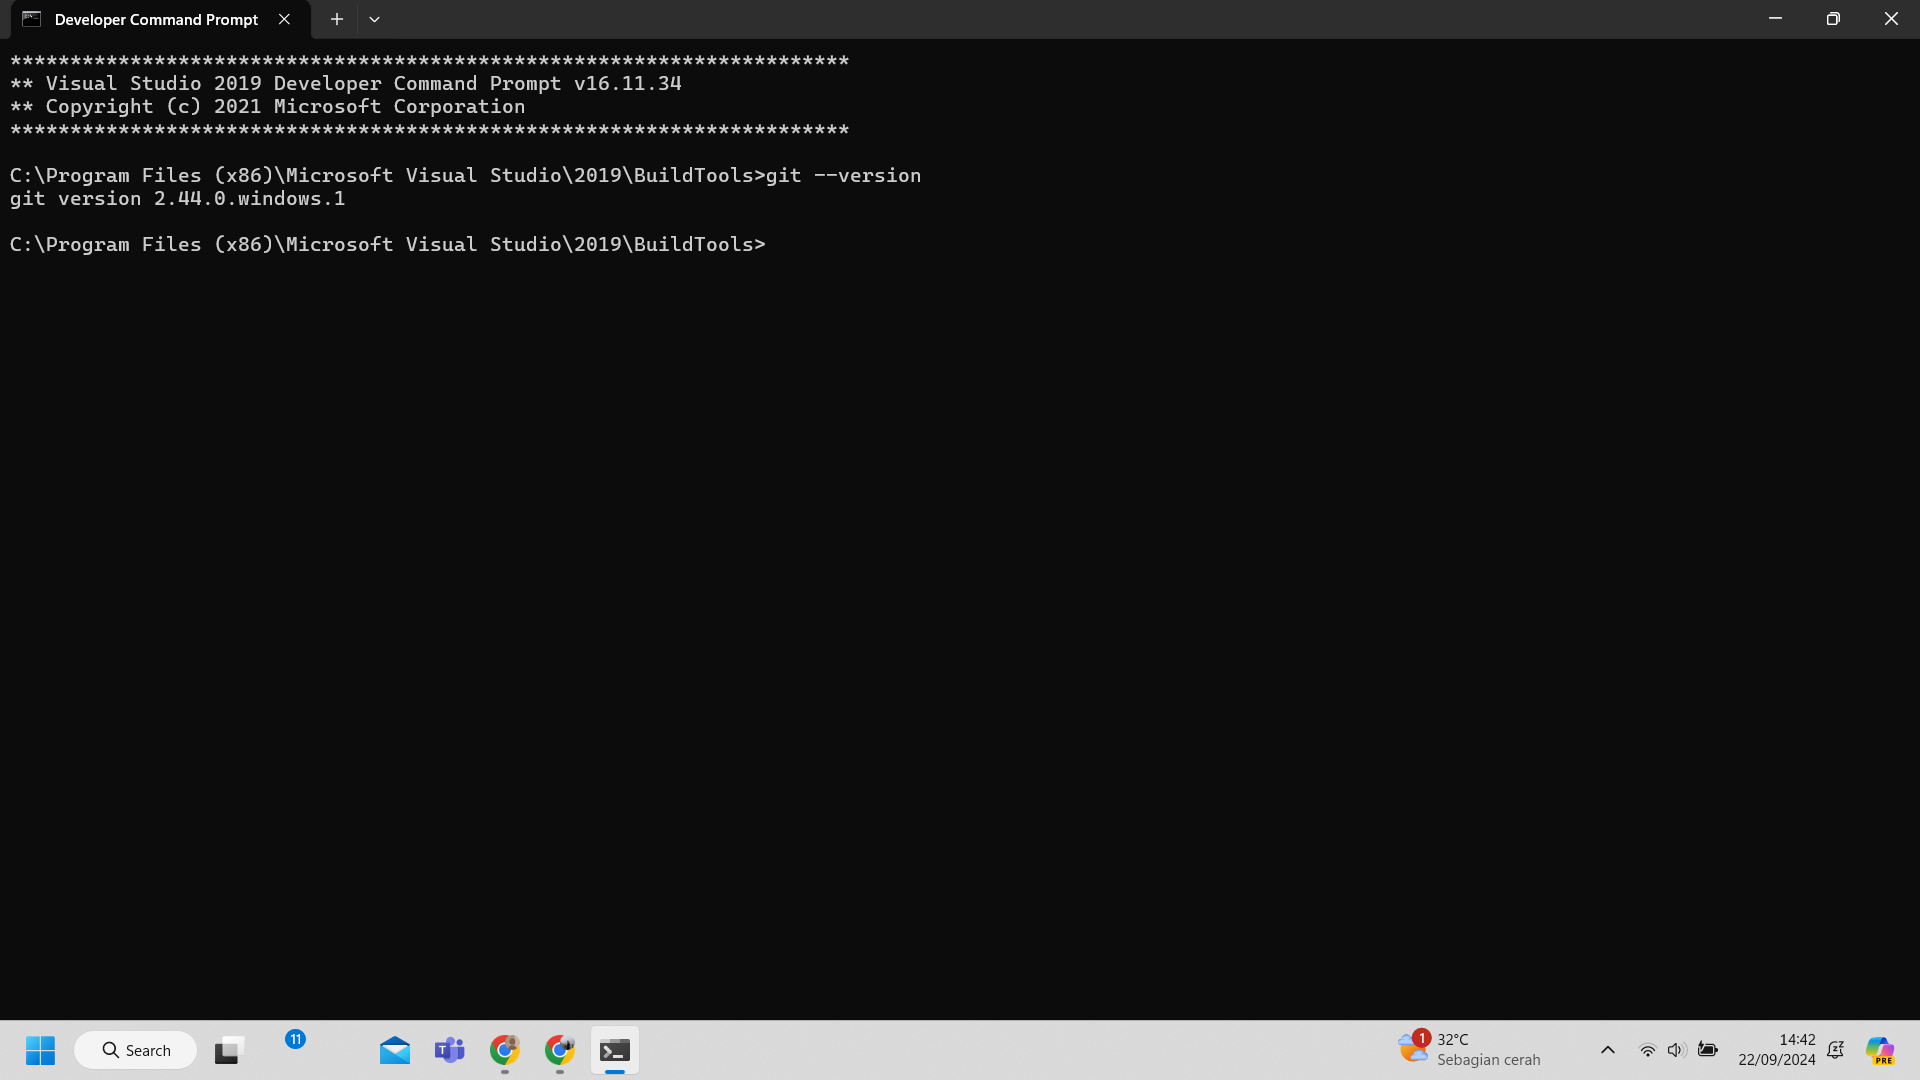 Developer Command Prompt
**********************************************************************
** Visual Studio 2019 Developer Command Prompt v16.11.34
** Copyright (c) 2021 Microsoft Corporation
**********************************************************************
C:\Program Files (x86)\Microsoft Visual Studio\2019\BuildTools>git --version
git version 2.44.0.windows.1
C:\Program Files (x86)\Microsoft Visual Studio\2019\BuildTools>
Search
11
1
32°C
Sebagian cerah
14:42
22/09/2024
PRE